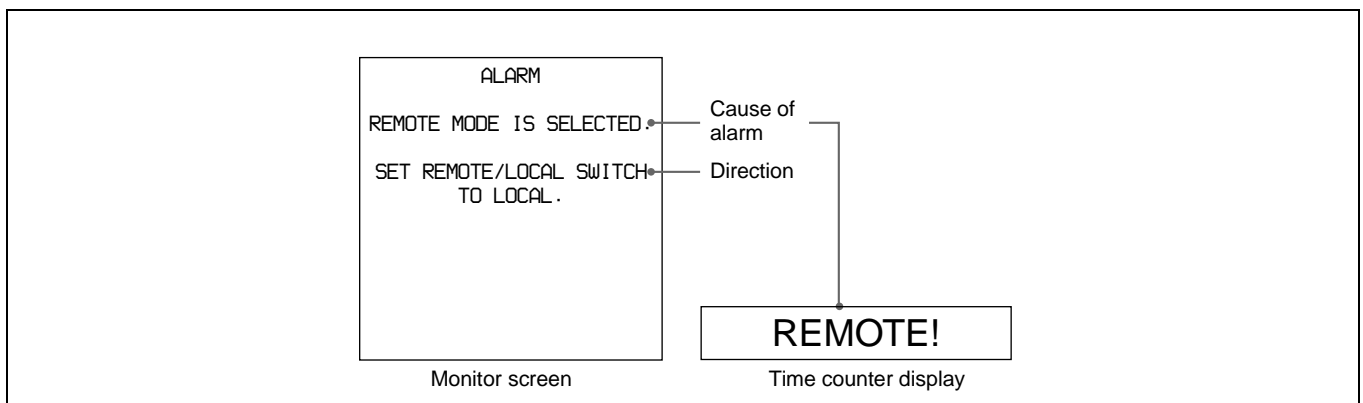 ALARM
REMOTE MODE IS SELECTED.
SET REMOTE/LOCAL SWITCH
TO LOCAL.
Cause of
alarm
Direction
REMOTE!
Monitor screen
Time counter display